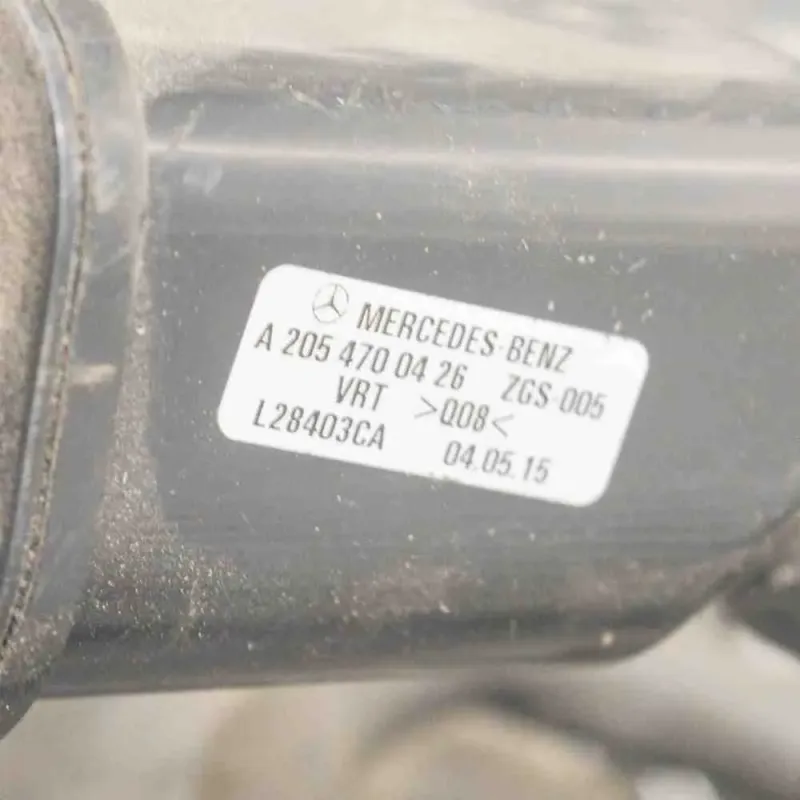 MERCEDES-BENZ
A 205 470 04 26 ZGS-005
VRT >Q08<
L28403CA 04.05.15